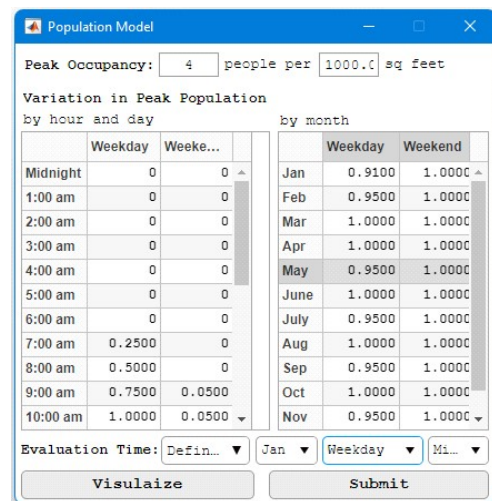 Population Model
Peak Occupancy: 4 people per 1000.0 sq feet
Variation in Peak Population
by hour and day
Weekday Weeke...
Midnight 0 0
1:00 am 0 0
2:00 am 0 0
3:00 am 0 0
4:00 am 0 0
5:00 am 0 0
6:00 am 0 0
7:00 am 0.2500 0
8:00 am 0.5000 0
9:00 am 0.7500 0.0500
10:00 am 1.0000 0.0500
by month
Weekday Weekend
Jan 0.9100 1.0000
Feb 0.9500 1.0000
Mar 1.0000 1.0000
Apr 1.0000 1.0000
May 0.9500 1.0000
June 1.0000 1.0000
July 0.9500 1.0000
Aug 1.0000 1.0000
Sep 0.9500 1.0000
Oct 1.0000 1.0000
Nov 0.9500 1.0000
Evaluation Time: Defin... Jan Weekday Mi...
Visulaize Submit